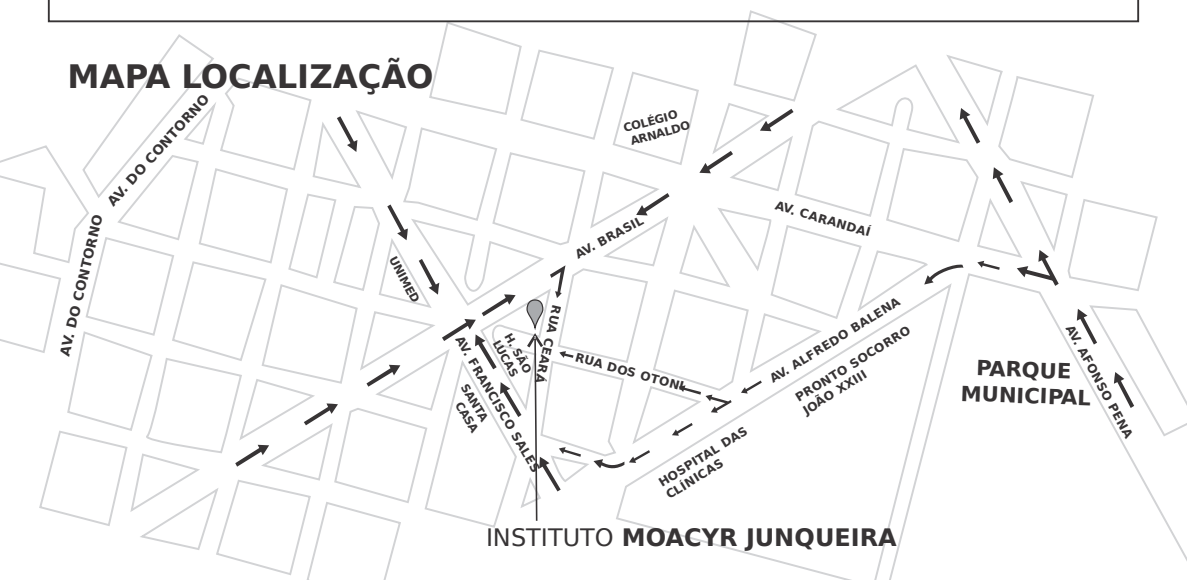 MAPA LOCALIZAÇÃO
AV. DO CONTORNO
AV. DO CONTORNO
COLÉGIO
ARNALDO
AV. BRASIL
AV. CARANDAÍ
UNIMED
RUA CEARÁ
H. SÃO
LUCAS
AV. FRANCISCO SALES
SANTA
CASA
RUA DOS OTONI
AV. ALFREDO BALENA
PRONTO SOCORRO
JOÃO XXIII
HOSPITAL DAS
CLÍNICAS
AV. AFONSO PENA
PARQUE
MUNICIPAL
INSTITUTO MOACYR JUNQUEIRA